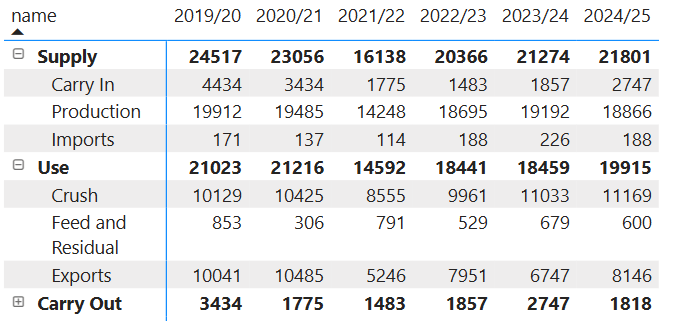 name 2019/20 2020/21 2021/22 2022/23 2023/24 2024/25
Supply 24517 23056 16138 20366 21274 21801
Carry In 4434 3434 1775 1483 1857 2747
Production 19912 19485 14248 18695 19192 18866
Imports 171 137 114 188 226 188
Use 21023 21216 14592 18441 18459 19915
Crush 10129 10425 8555 9961 11033 11169
Feed and 853 306 791 529 679 600
Residual
Exports 10041 10485 5246 7951 6747 8146
Carry Out 3434 1775 1483 1857 2747 1818